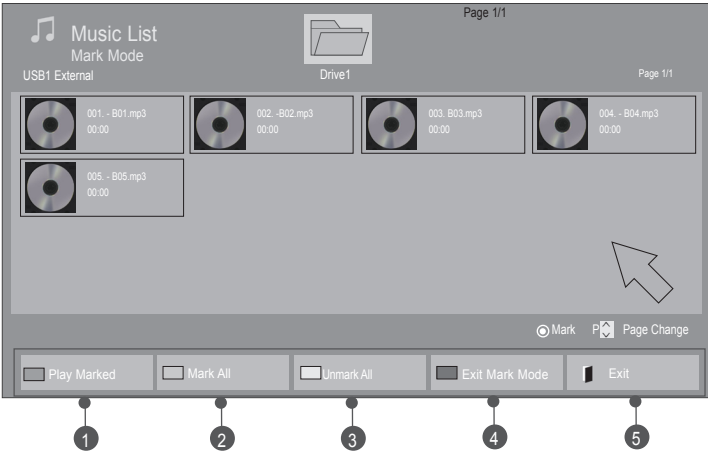 Page 1/1
Music List
Mark Mode
USB1 External
Drive1
Page 1/1
001. - B01.mp3
00:00
002. -B02.mp3
00:00
003. B03.mp3
00:00
004. - B04.mp3
00:00
005. - B05.mp3
00:00
Mark
P
Page Change
Play Marked
Mark All
Unmark All
Exit Mark Mode
Exit
1
2
3
4
5